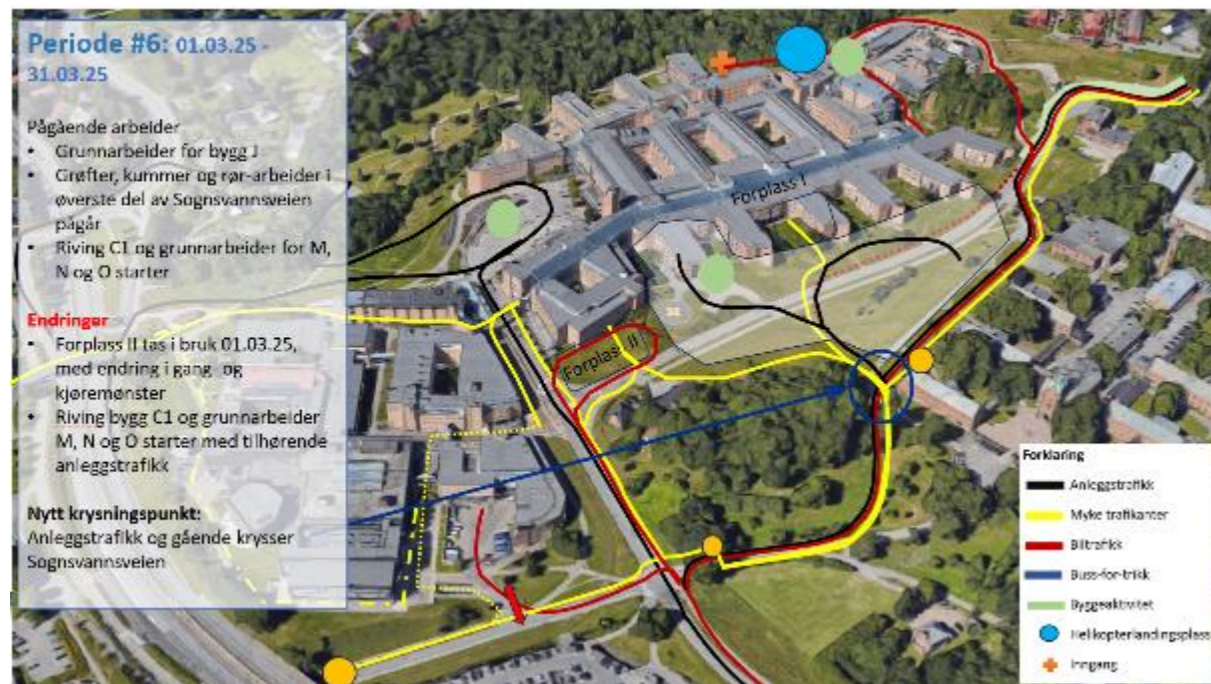 Periode #6: 01.03.25 -
31.03.25
Pågående arbeider
• Grunnarbeider for bygg J
• Grøfter, kummer og rør-arbeider i
øverste del av Sognsvannsveien
pågår
• Riving C1 og grunnarbeider for M,
N og O starter
Endringer
• Forplass II tas i bruk 01.03.25,
med endring i gang- og
kjøremønster
• Riving bygg C1 og grunnarbeider
M, N og O starter med tilhørende
anleggstrafikk
Nytt krysningspunkt:
Anleggstrafikk og gående krysser
Sognsvannsveien
Forplass I
Forplass II
Forklaring
Anleggstrafikk
Myke trafikanter
Biltrafikk
Buss-for-trikk
Byggeaktivitet
Helikopterlandingsplass
Inngang